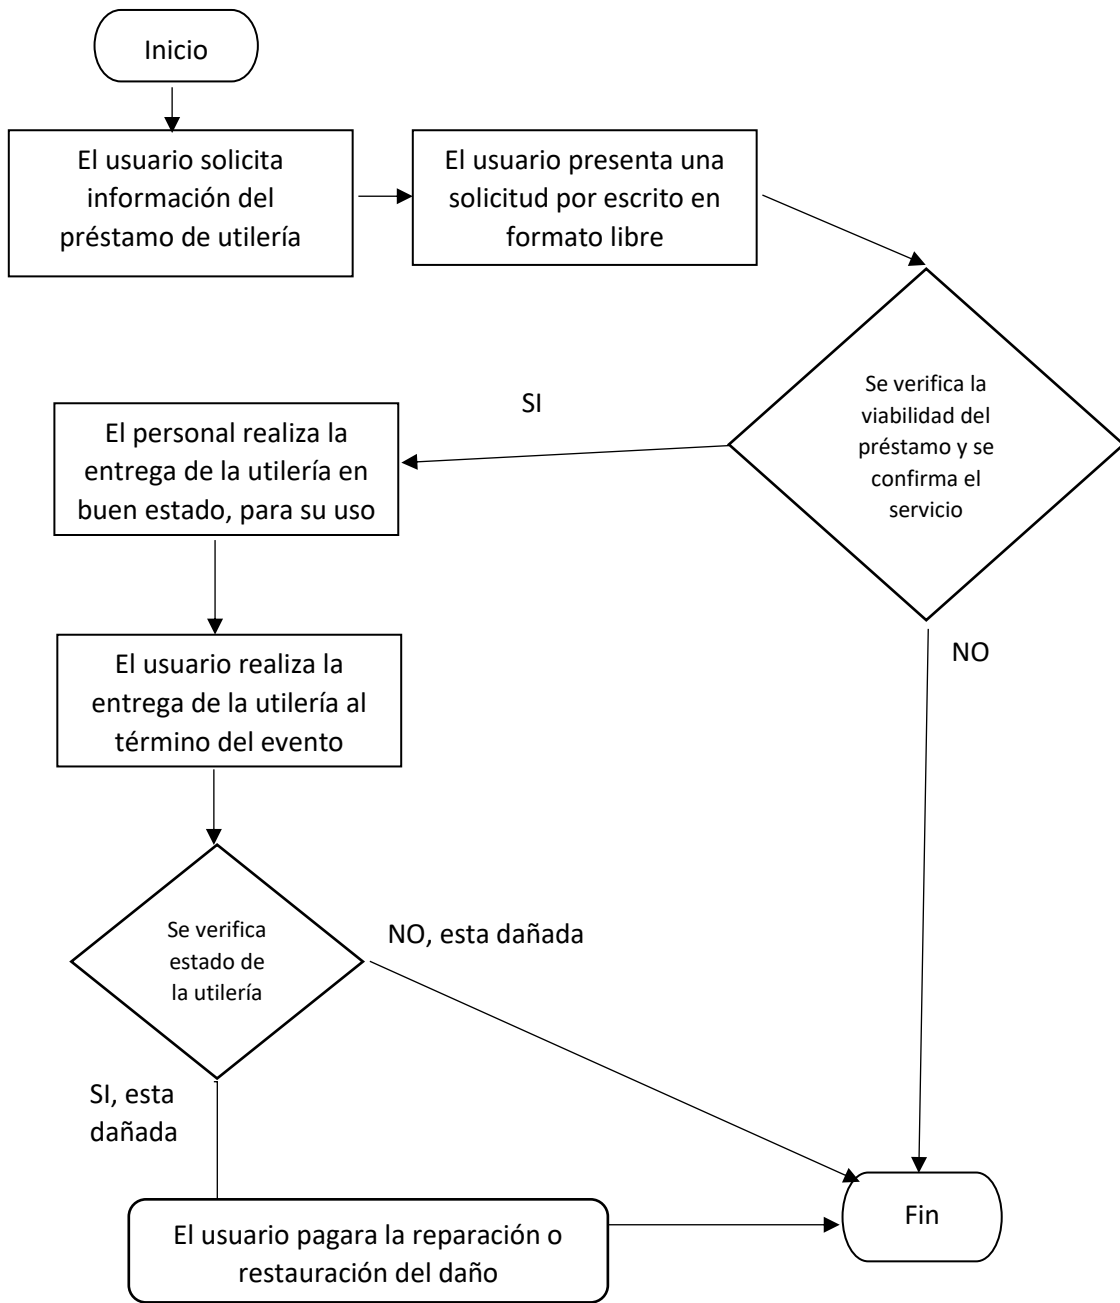 Inicio
El usuario solicita
información del
préstamo de utilería
El usuario presenta una
solicitud por escrito en
formato libre
Se verifica la
viabilidad del
préstamo y se
confirma el
servicio
SI
El personal realiza la
entrega de la utilería en
buen estado, para su uso
NO
El usuario realiza la
entrega de la utilería al
término del evento
Se verifica
estado de
la utilería
NO, esta dañada
SI, esta
dañada
El usuario pagara la reparación o
restauración del daño
Fin